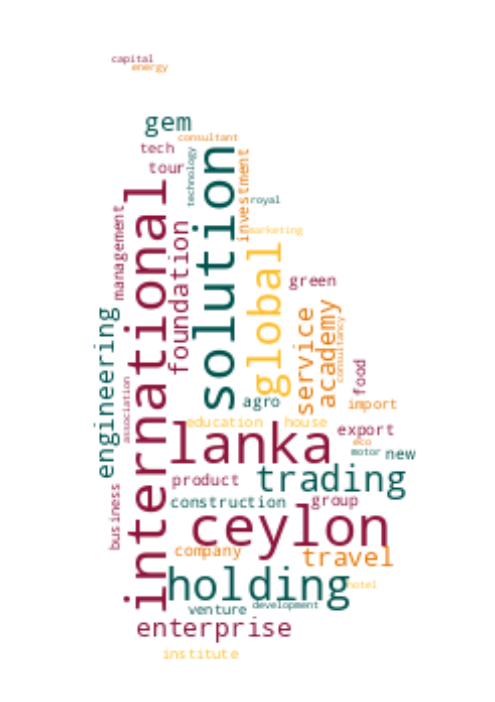 capital
energy
gem
consultant
tech
technology
tour
solution
investment
royal
international
management
foundation
marketing
global
green
engineering
service
academy
consultancy
food
association
agro
import
education
house
lanka
export
eco
motor
new
business
product
trading
construction
group
ceylon
company
travel
holding
hotel
venture
development
enterprise
institute